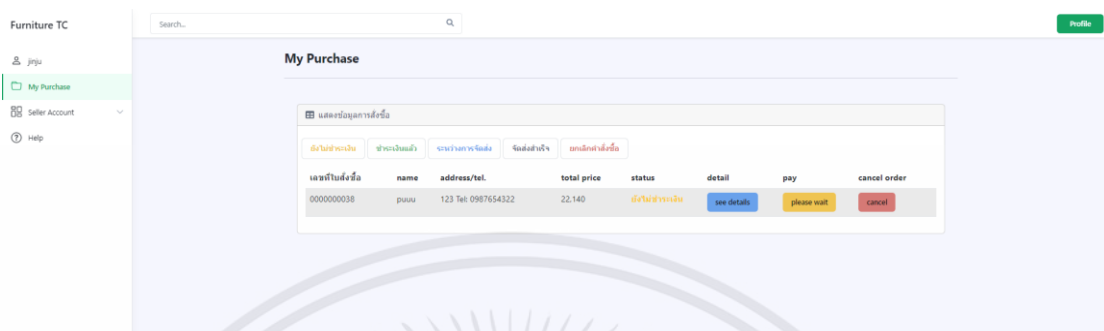 Furniture TC
Search...
Profile
jinju
My Purchase
Seller Account
Help
My Purchase
แสดงข้อมูลการสั่งซื้อ
ยังไม่ชำระเงิน ชำระเงินแล้ว ระหว่างการจัดส่ง จัดส่งสำเร็จ ยกเลิกคำสั่งซื้อ
เลขที่ใบสั่งซื้อ name address/tel. total price status detail pay cancel order
0000000038 puuu 123 Tel: 0987654322 22,140 ยังไม่ชำระเงิน see details please wait cancel